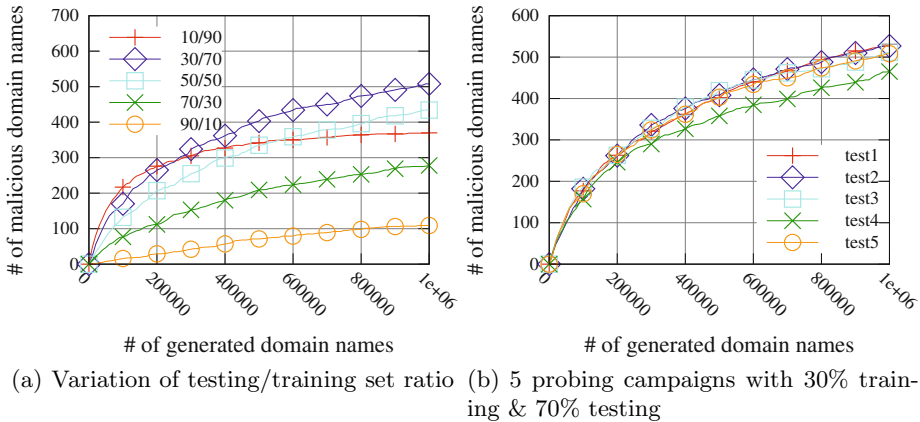 700
600
500
400
300
200
100
0
# of malicious domain names
10/90
30/70
50/50
70/30
90/10
0
200000
400000
600000
800000
1e+06
# of generated domain names
(a) Variation of testing/training set ratio
600
500
400
300
200
100
0
# of malicious domain names
test1
test2
test3
test4
test5
0
200000
400000
600000
800000
1e+06
# of generated domain names
(b) 5 probing campaigns with 30% train-
ing & 70% testing